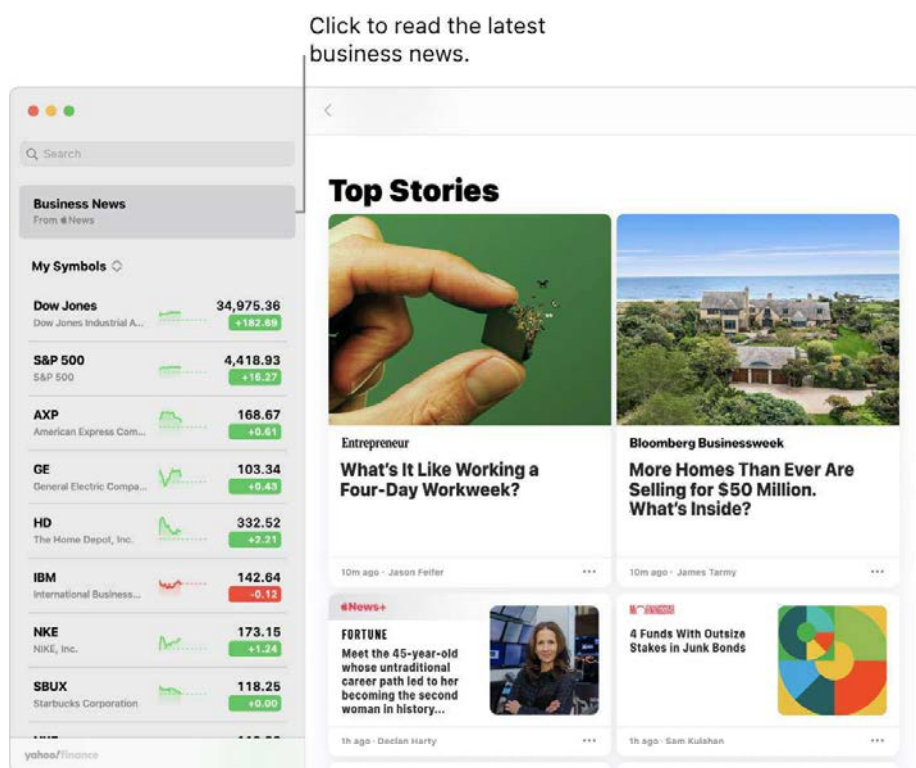 Click to read the latest
business news.
Search
Business News
From News
My Symbols
Dow Jones
34,975.36
Dow Jones Industrial A...
+182.69
S&P 500
4,418.93
S&P 500
+16.27
AXP
168.67
American Express Com...
+0.61
GE
103.34
General Electric Compa...
+0.43
HD
332.52
The Home Depot, Inc.
+2.21
IBM
142.64
International Business...
-0.12
NKE
173.15
NIKE, Inc.
+1.24
SBUX
118.25
Starbucks Corporation
+0.00
yahoo!finance
Top Stories
Entrepreneur
What's It Like Working a
Four-Day Workweek?
10m ago · Jason Feifer
Bloomberg Businessweek
More Homes Than Ever Are
Selling for $50 Million.
What's Inside?
10m ago · James Tarmy
News+
FORTUNE
Meet the 45-year-old
whose untraditional
career path led to her
becoming the second
woman in history...
1h ago · Declan Harty
MORNINGSTAR
4 Funds With Outsize
Stakes in Junk Bonds
1h ago · Sam Kulahan